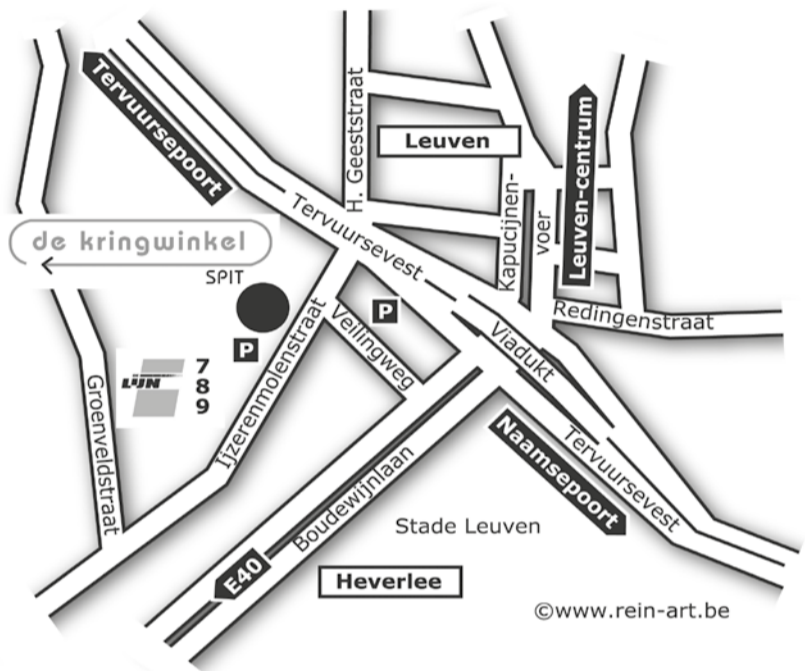 Tervuursepoort
H. Geeststraat
Leuven
Kapucijnen-
voer
Leuven-centrum
de kringwinkel
SPIT
Tervuursevest
P
Veilingweg
Redingenstraat
Viadukt
P
LIJN
7
8
9
Groenveldstraat
Ijzerenmolenstraat
Boudewijnlaan
Naamsepoort
Tervuursevest
Stade Leuven
E40
Heverlee
©www.rein-art.be